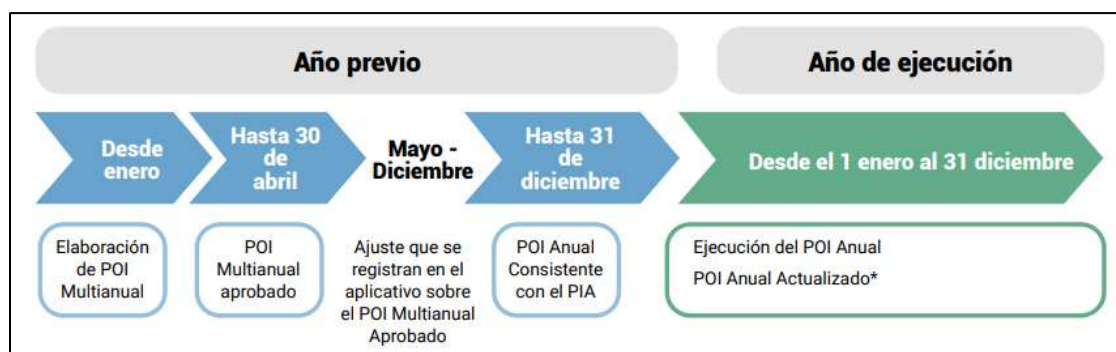 Año previo
Año de ejecución
Desde
enero
Hasta 30
de
abril
Mayo -
Diciembre
Hasta 31
de
diciembre
Desde el 1 enero al 31 diciembre
Elaboración
de POI
Multianual
POI
Multianual
aprobado
Ajuste que se
registran en el
aplicativo sobre
el POI Multianual
Aprobado
POI Anual
Consistente
con el PIA
Ejecución del POI Anual
POI Anual Actualizado*